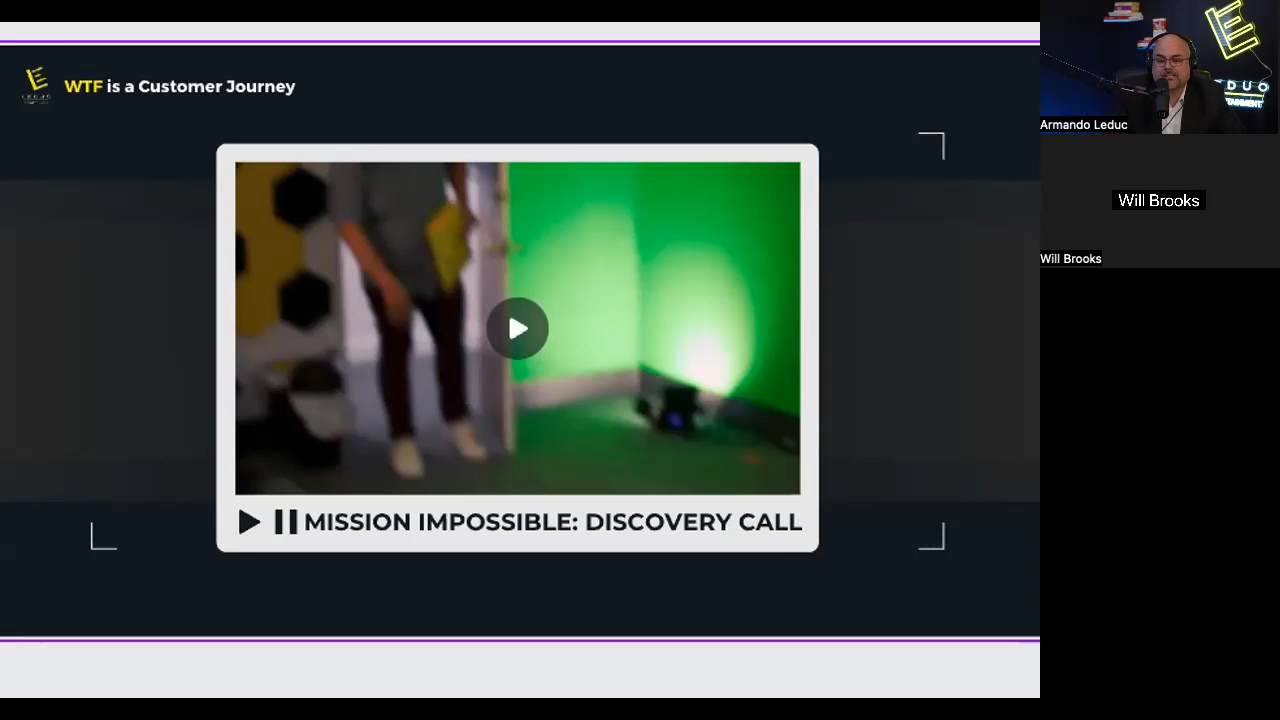 WTF is a Customer Journey
MISSION IMPOSSIBLE: DISCOVERY CALL
Armando Leduc
Will Brooks
Will Brooks